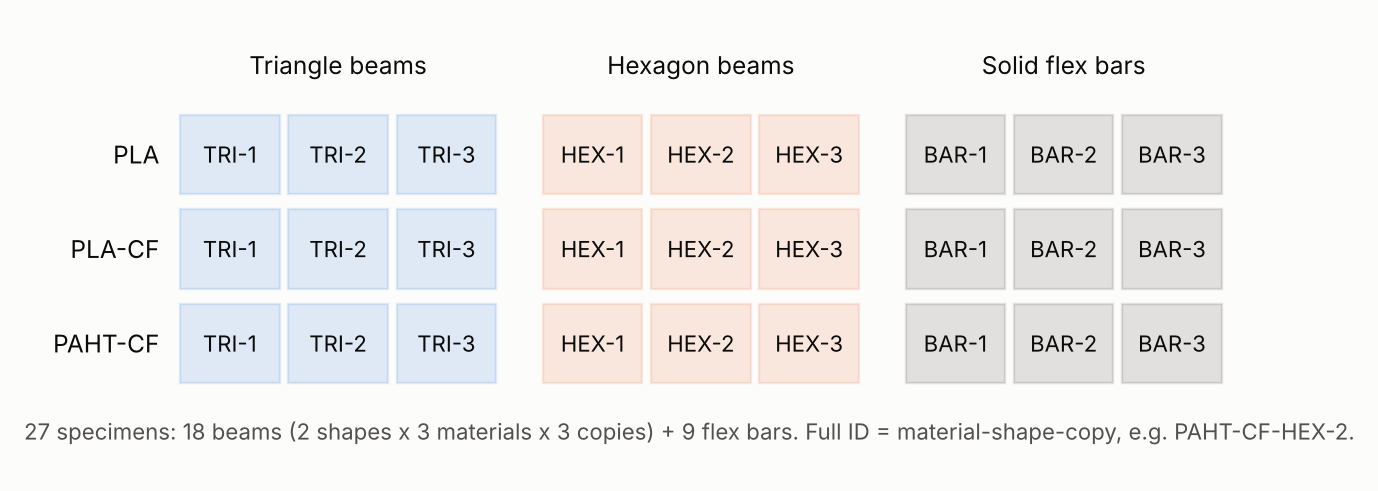 Triangle beams Hexagon beams Solid flex bars
PLA TRI-1 TRI-2 TRI-3 HEX-1 HEX-2 HEX-3 BAR-1 BAR-2 BAR-3
PLA-CF TRI-1 TRI-2 TRI-3 HEX-1 HEX-2 HEX-3 BAR-1 BAR-2 BAR-3
PAHT-CF TRI-1 TRI-2 TRI-3 HEX-1 HEX-2 HEX-3 BAR-1 BAR-2 BAR-3
27 specimens: 18 beams (2 shapes x 3 materials x 3 copies) + 9 flex bars. Full ID = material-shape-copy, e.g. PAHT-CF-HEX-2.